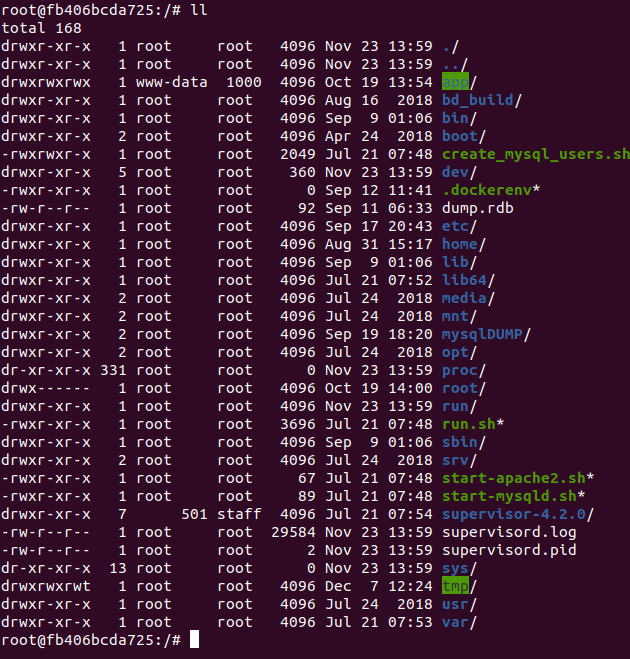 root@fb406bcda725:/# ll
total 168
drwxr-xr-x   1 root     root   4096 Nov 23 13:59 ./
drwxr-xr-x   1 root     root   4096 Nov 23 13:59 ../
drwxrwxrwx   1 www-data  1000  4096 Oct 19 13:54 app/
drwxr-xr-x   1 root     root   4096 Aug 16  2018 bd_build/
drwxr-xr-x   1 root     root   4096 Sep  9 01:06 bin/
drwxr-xr-x   2 root     root   4096 Apr 24  2018 boot/
-rwxrwxr-x   1 root     root   2049 Jul 21 07:48 create_mysql_users.sh
drwxr-xr-x   5 root     root    360 Nov 23 13:59 dev/
-rwxr-xr-x   1 root     root      0 Sep 12 11:41 .dockerenv*
-rw-r--r--   1 root     root     92 Sep 11 06:33 dump.rdb
drwxr-xr-x   1 root     root   4096 Sep 17 20:43 etc/
drwxr-xr-x   1 root     root   4096 Aug 31 15:17 home/
drwxr-xr-x   1 root     root   4096 Sep  9 01:06 lib/
drwxr-xr-x   1 root     root   4096 Jul 21 07:52 lib64/
drwxr-xr-x   2 root     root   4096 Jul 24  2018 media/
drwxr-xr-x   2 root     root   4096 Jul 24  2018 mnt/
drwxr-xr-x   2 root     root   4096 Sep 19 18:20 mysqlDUMP/
drwxr-xr-x   2 root     root   4096 Jul 24  2018 opt/
dr-xr-xr-x 331 root     root      0 Nov 23 13:59 proc/
drwx------   1 root     root   4096 Oct 19 14:00 root/
drwxr-xr-x   1 root     root   4096 Nov 23 13:59 run/
-rwxr-xr-x   1 root     root   3696 Jul 21 07:48 run.sh*
drwxr-xr-x   1 root     root   4096 Sep  9 01:06 sbin/
drwxr-xr-x   2 root     root   4096 Jul 24  2018 srv/
-rwxr-xr-x   1 root     root     67 Jul 21 07:48 start-apache2.sh*
-rwxr-xr-x   1 root     root     89 Jul 21 07:48 start-mysqld.sh*
drwxr-xr-x   7      501 staff  4096 Jul 21 07:54 supervisor-4.2.0/
-rw-r--r--   1 root     root  29584 Nov 23 13:59 supervisord.log
-rw-r--r--   1 root     root      2 Nov 23 13:59 supervisord.pid
dr-xr-xr-x  13 root     root      0 Nov 23 13:59 sys/
drwxrwxrwt   1 root     root   4096 Dec  7 12:24 tmp/
drwxr-xr-x   1 root     root   4096 Jul 24  2018 usr/
drwxr-xr-x   1 root     root   4096 Jul 21 07:53 var/
root@fb406bcda725:/#